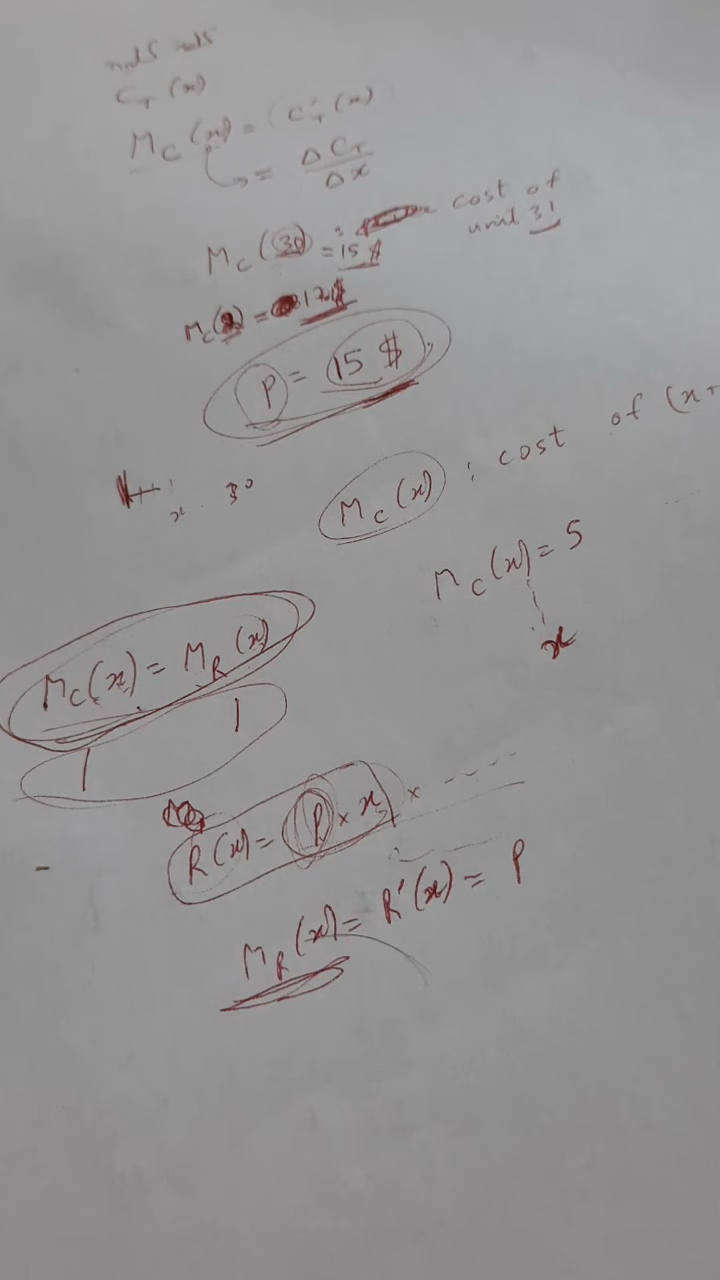 C_T (x)
M_C (x) = C'_T (x)
= ΔC_T / Δx
M_C (30) = 15 $ cost of
unit 31
P = 15 $
x 30
M_C (x) : cost of (x+
M_C (x) = 5
x
M_C (x) = M_R (x)
R(x) = P × x
M_R (x) = R'(x) = P